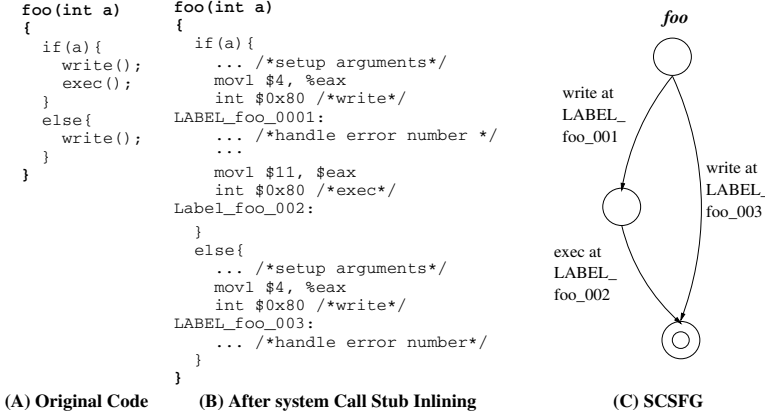 foo(int a)
{
if(a){
write();
exec();
}
else{
write();
}
}
(A) Original Code
foo(int a)
{
if(a){
... /*setup arguments*/
movl $4, %eax
int $0x80 /*write*/
LABEL_foo_0001:
... /*handle error number */
...
movl $11, $eax
int $0x80 /*exec*/
Label_foo_002:
}
else{
... /*setup arguments*/
movl $4, %eax
int $0x80 /*write*/
LABEL_foo_003:
... /*handle error number*/
}
}
(B) After system Call Stub Inlining
foo
write at
LABEL_
foo_001
write at
LABEL_
foo_003
exec at
LABEL_
foo_002
(C) SCSFG